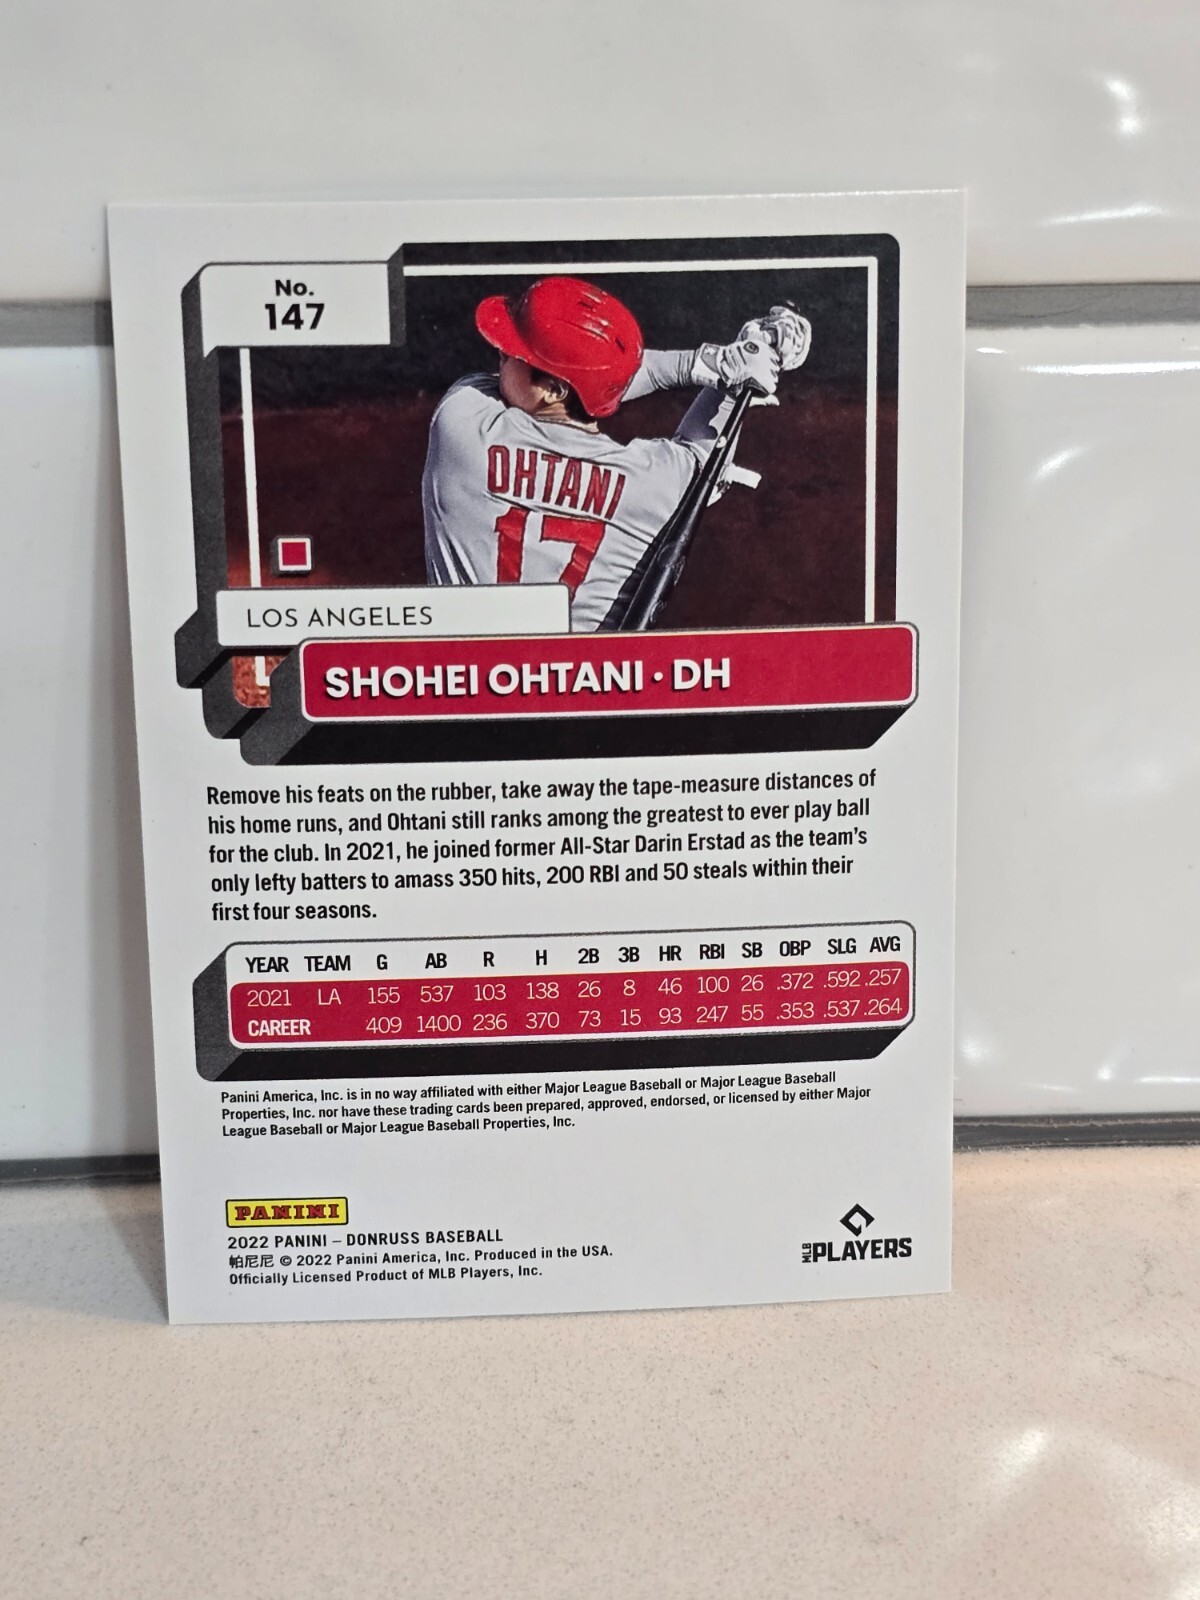 No.
147
OHTANI
17
LOS ANGELES
SHOHEI OHTANI • DH
Remove his feats on the rubber, take away the tape-measure distances of
his home runs, and Ohtani still ranks among the greatest to ever play ball
for the club. In 2021, he joined former All-Star Darin Erstad as the team's
only lefty batters to amass 350 hits, 200 RBI and 50 steals within their
first four seasons.
YEAR TEAM G AB R H 2B 3B HR RBI SB OBP SLG AVG
2021 LA 155 537 103 138 26 8 46 100 26 .372 .592 .257
CAREER 409 1400 236 370 73 15 93 247 55 .353 .537 .264
Panini America, Inc. is in no way affiliated with either Major League Baseball or Major League Baseball
Properties, Inc. nor have these trading cards been prepared, approved, endorsed, or licensed by either Major
League Baseball or Major League Baseball Properties, Inc.
PANINI
2022 PANINI – DONRUSS BASEBALL
帕尼尼 © 2022 Panini America, Inc. Produced in the USA.
Officially Licensed Product of MLB Players, Inc.
MLB PLAYERS